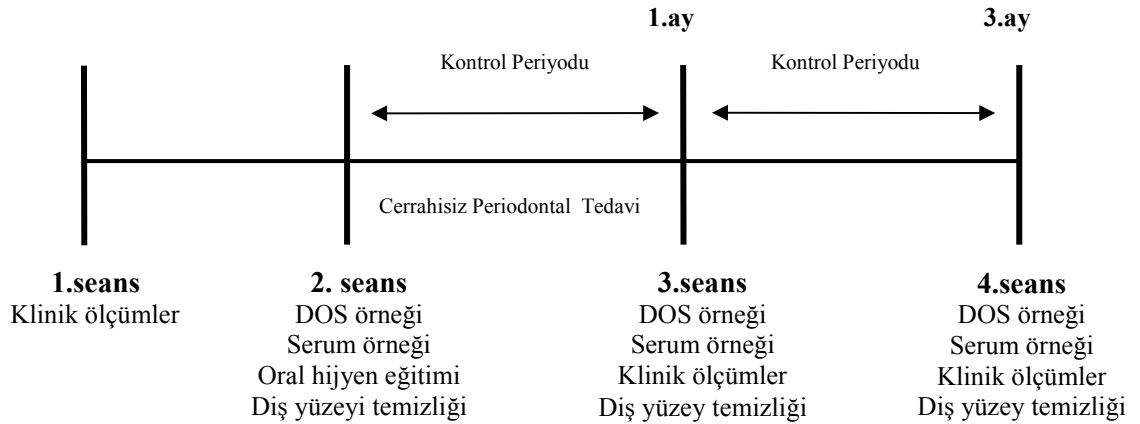 1.ay
3.ay
Kontrol Periyodu
Kontrol Periyodu
Cerrahisiz Periodontal Tedavi
1.seans
Klinik ölçümler
2. seans
DOS örneği
Serum örneği
Oral hijyen eğitimi
Diş yüzeyi temizliği
3.seans
DOS örneği
Serum örneği
Klinik ölçümler
Diş yüzey temizliği
4.seans
DOS örneği
Serum örneği
Klinik ölçümler
Diş yüzey temizliği